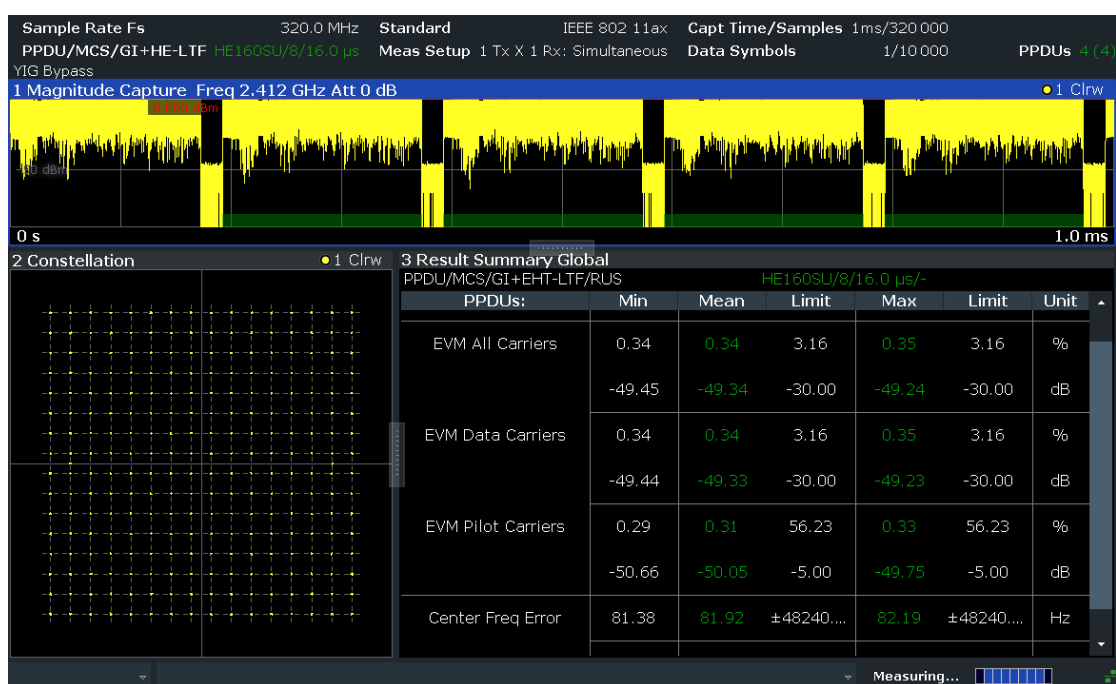 Sample Rate Fs 320.0 MHz Standard IEEE 802 11ax Capt Time/Samples 1ms/320 000
PPDU/MCS/GI+HE-LTF HE160SU/8/16.0 µs Meas Setup 1 Tx X 1 Rx: Simultaneous Data Symbols 1/10 000 PPDUs 4 (4)
YIG Bypass
1 Magnitude Capture Freq 2.412 GHz Att 0 dB 1 Clrw
0 s 1.0 ms
2 Constellation 1 Clrw 3 Result Summary Global
PPDU/MCS/GI+EHT-LTF/RUS HE160SU/8/16.0 µs/-
PPDUs: Min Mean Limit Max Limit Unit
EVM All Carriers 0.34 0.34 3.16 0.35 3.16 %
-49.45 -49.34 -30.00 -49.24 -30.00 dB
EVM Data Carriers 0.34 0.34 3.16 0.35 3.16 %
-49.44 -49.33 -30.00 -49.23 -30.00 dB
EVM Pilot Carriers 0.29 0.31 56.23 0.33 56.23 %
-50.66 -50.05 -5.00 -49.75 -5.00 dB
Center Freq Error 81.38 81.92 ±48240.... 82.19 ±48240.... Hz
Measuring...